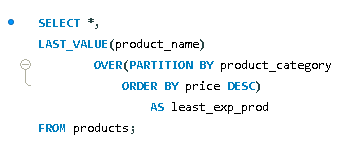 SELECT *,
LAST_VALUE(product_name)
OVER(PARTITION BY product_category
ORDER BY price DESC)
AS least_exp_prod
FROM products;